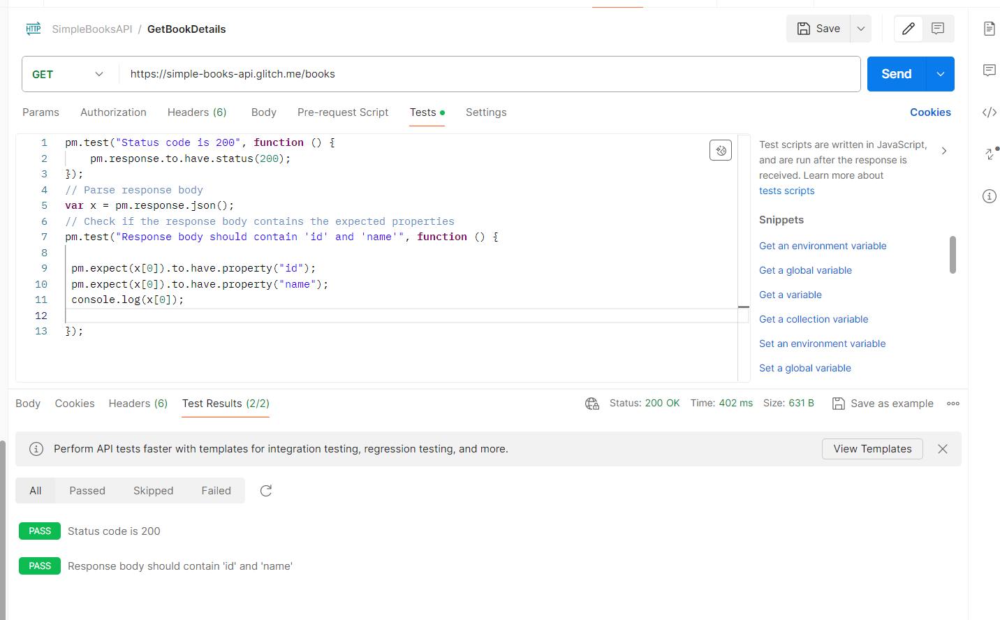 HTTP SimpleBooksAPI / GetBookDetails
Save
GET https://simple-books-api.glitch.me/books
Send
Params Authorization Headers (6) Body Pre-request Script Tests Settings Cookies
1 pm.test("Status code is 200", function () {
2 pm.response.to.have.status(200);
3 });
4 // Parse response body
5 var x = pm.response.json();
6 // Check if the response body contains the expected properties
7 pm.test("Response body should contain 'id' and 'name'", function () {
8
9 pm.expect(x[0]).to.have.property("id");
10 pm.expect(x[0]).to.have.property("name");
11 console.log(x[0]);
12
13 });
Test scripts are written in JavaScript,
and are run after the response is
received. Learn more about
tests scripts
Snippets
Get an environment variable
Get a global variable
Get a variable
Get a collection variable
Set an environment variable
Set a global variable
Body Cookies Headers (6) Test Results (2/2)
Status: 200 OK Time: 402 ms Size: 631 B Save as example
Perform API tests faster with templates for integration testing, regression testing, and more.
View Templates
All Passed Skipped Failed
PASS Status code is 200
PASS Response body should contain 'id' and 'name'